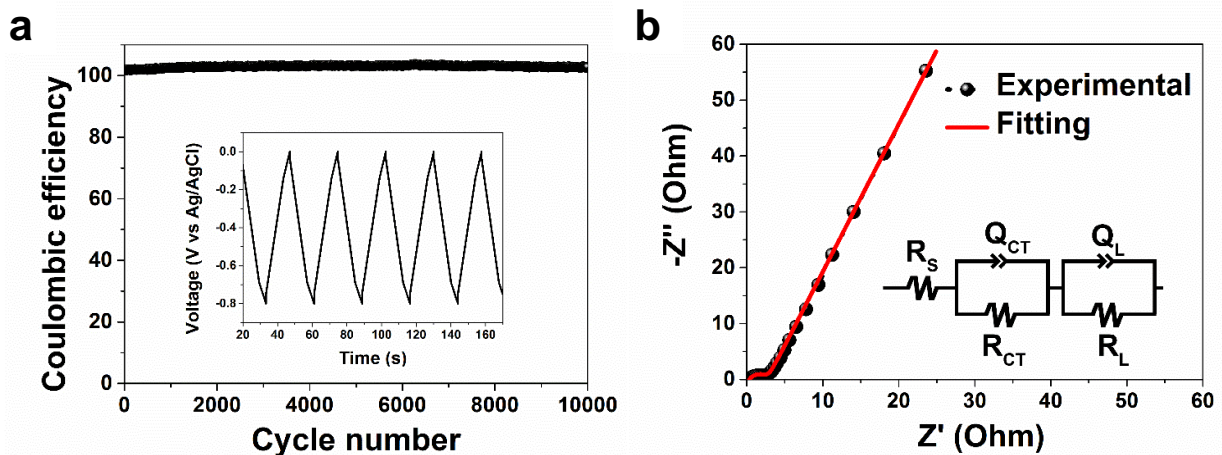 a
Coulombic efficiency
100
80
60
40
20
0
0 2000 4000 6000 8000 10000
Cycle number
Voltage (V vs Ag/AgCl)
0.0
-0.2
-0.4
-0.6
-0.8
20 40 60 80 100 120 140 160
Time (s)
b
-Z'' (Ohm)
60
50
40
30
20
10
0
0 10 20 30 40 50 60
Z' (Ohm)
Experimental
Fitting
R_S
Q_CT
Q_L
R_CT
R_L